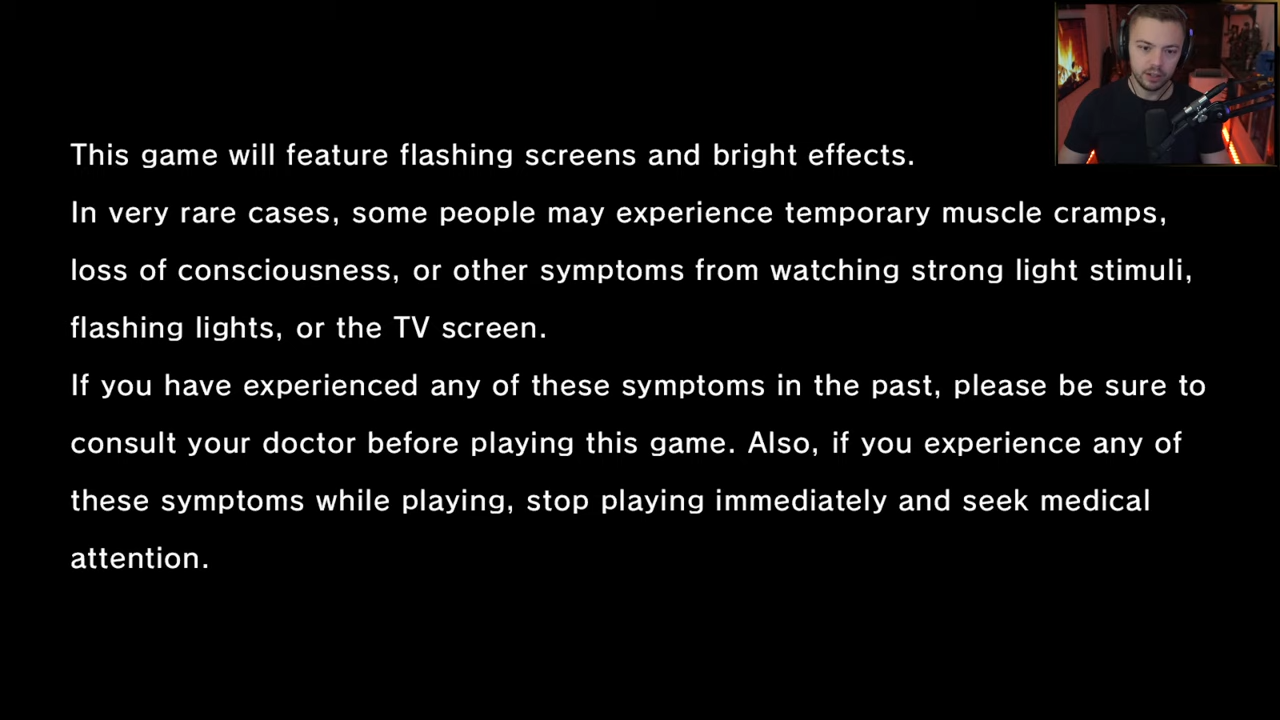 This game will feature flashing screens and bright effects.
In very rare cases, some people may experience temporary muscle cramps,
loss of consciousness, or other symptoms from watching strong light stimuli,
flashing lights, or the TV screen.
If you have experienced any of these symptoms in the past, please be sure to
consult your doctor before playing this game. Also, if you experience any of
these symptoms while playing, stop playing immediately and seek medical
attention.